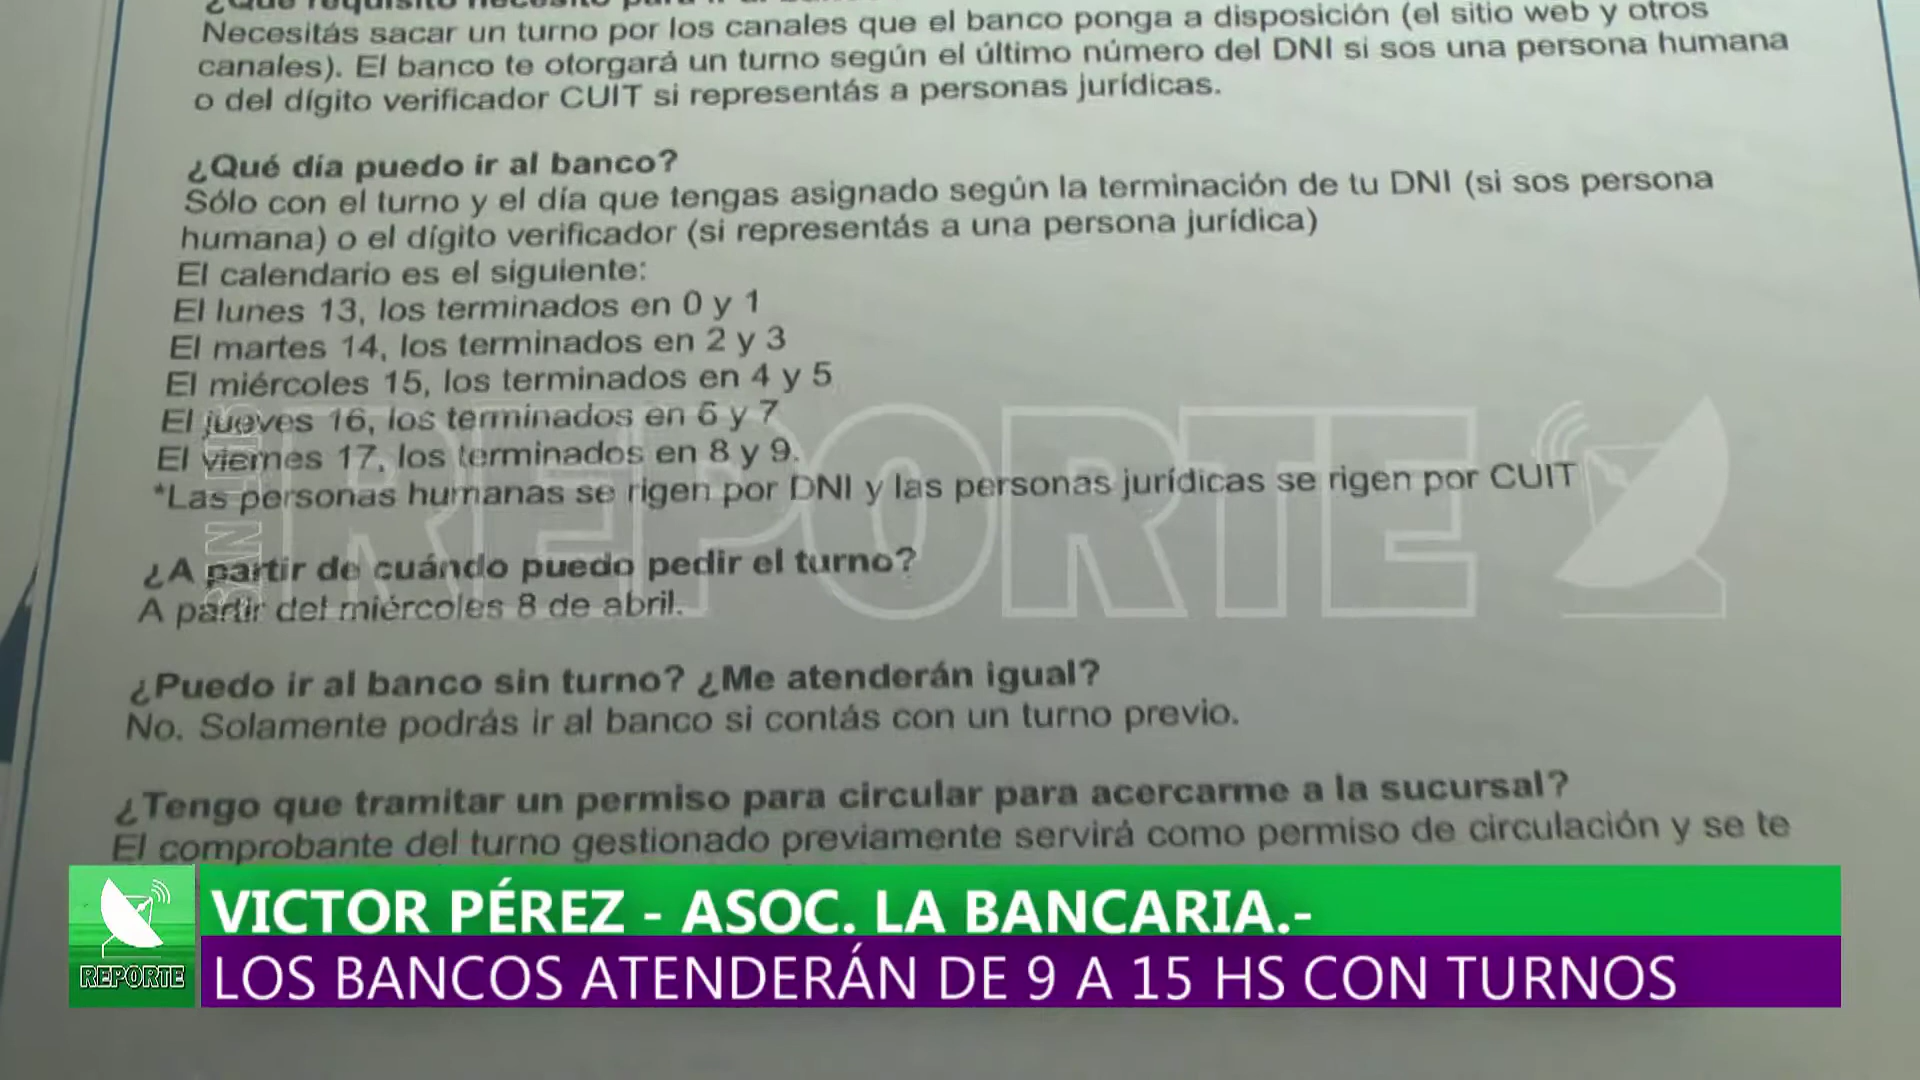 ¿Qué requisito necesito para ir al banco
Necesitás sacar un turno por los canales que el banco ponga a disposición (el sitio web y otros
canales). El banco te otorgará un turno según el último número del DNI si sos una persona humana
o del dígito verificador CUIT si representás a personas jurídicas.
¿Qué día puedo ir al banco?
Sólo con el turno y el día que tengas asignado según la terminación de tu DNI (si sos persona
humana) o el dígito verificador (si representás a una persona jurídica)
El calendario es el siguiente:
El lunes 13, los terminados en 0 y 1
El martes 14, los terminados en 2 y 3
El miércoles 15, los terminados en 4 y 5
El jueves 16, los terminados en 6 y 7
El viernes 17, los terminados en 8 y 9.
*Las personas humanas se rigen por DNI y las personas jurídicas se rigen por CUIT
¿A partir de cuándo puedo pedir el turno?
A partir del miércoles 8 de abril.
¿Puedo ir al banco sin turno? ¿Me atenderán igual?
No. Solamente podrás ir al banco si contás con un turno previo.
¿Tengo que tramitar un permiso para circular para acercarme a la sucursal?
El comprobante del turno gestionado previamente servirá como permiso de circulación y se te
SAN LUIS
REPORTE
VICTOR PÉREZ - ASOC. LA BANCARIA.-
REPORTE
LOS BANCOS ATENDERÁN DE 9 A 15 HS CON TURNOS